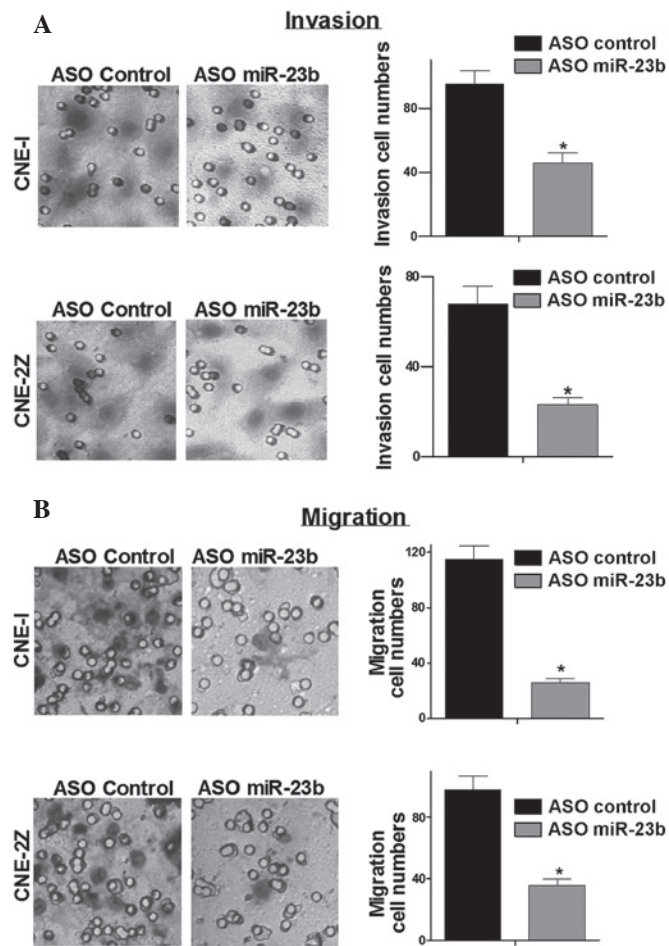 A
Invasion
ASO Control
ASO miR-23b
CNE-I
Invasion cell numbers
80
40
0
ASO control
ASO miR-23b
*
ASO Control
ASO miR-23b
CNE-2Z
Invasion cell numbers
80
40
0
ASO control
ASO miR-23b
*
B
Migration
ASO Control
ASO miR-23b
CNE-I
Migration
cell numbers
120
80
40
0
ASO control
ASO miR-23b
*
ASO Control
ASO miR-23b
CNE-2Z
Migration
cell numbers
80
40
0
ASO control
ASO miR-23b
*